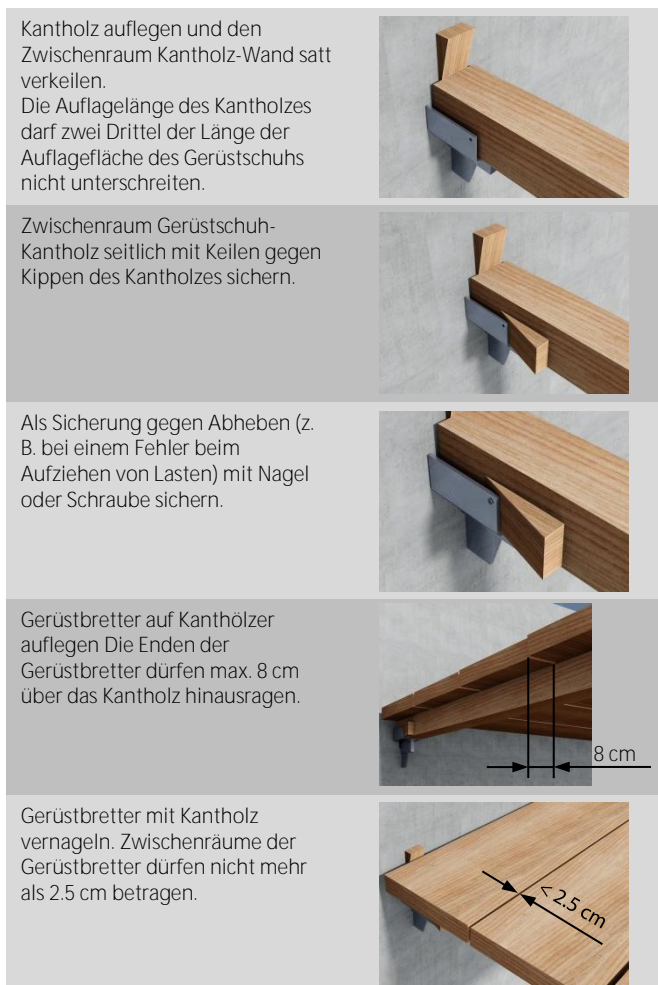 Kantholz auflegen und den
Zwischenraum Kantholz-Wand satt
verkeilen.
Die Auflagelänge des Kantholzes
darf zwei Drittel der Länge der
Auflagefläche des Gerüstschuhs
nicht unterschreiten.
Zwischenraum Gerüstschuh-
Kantholz seitlich mit Keilen gegen
Kippen des Kantholzes sichern.
Als Sicherung gegen Abheben (z.
B. bei einem Fehler beim
Aufziehen von Lasten) mit Nagel
oder Schraube sichern.
Gerüstbretter auf Kanthölzer
auflegen Die Enden der
Gerüstbretter dürfen max. 8 cm
über das Kantholz hinausragen.
8 cm
Gerüstbretter mit Kantholz
vernageln. Zwischenräume der
Gerüstbretter dürfen nicht mehr
als 2.5 cm betragen.
< 2.5 cm